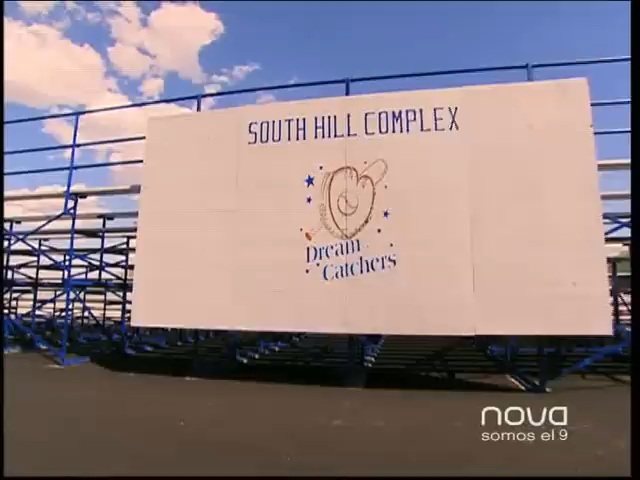 SOUTH HILL COMPLEX
Dream
Catchers
nova
somos el 9